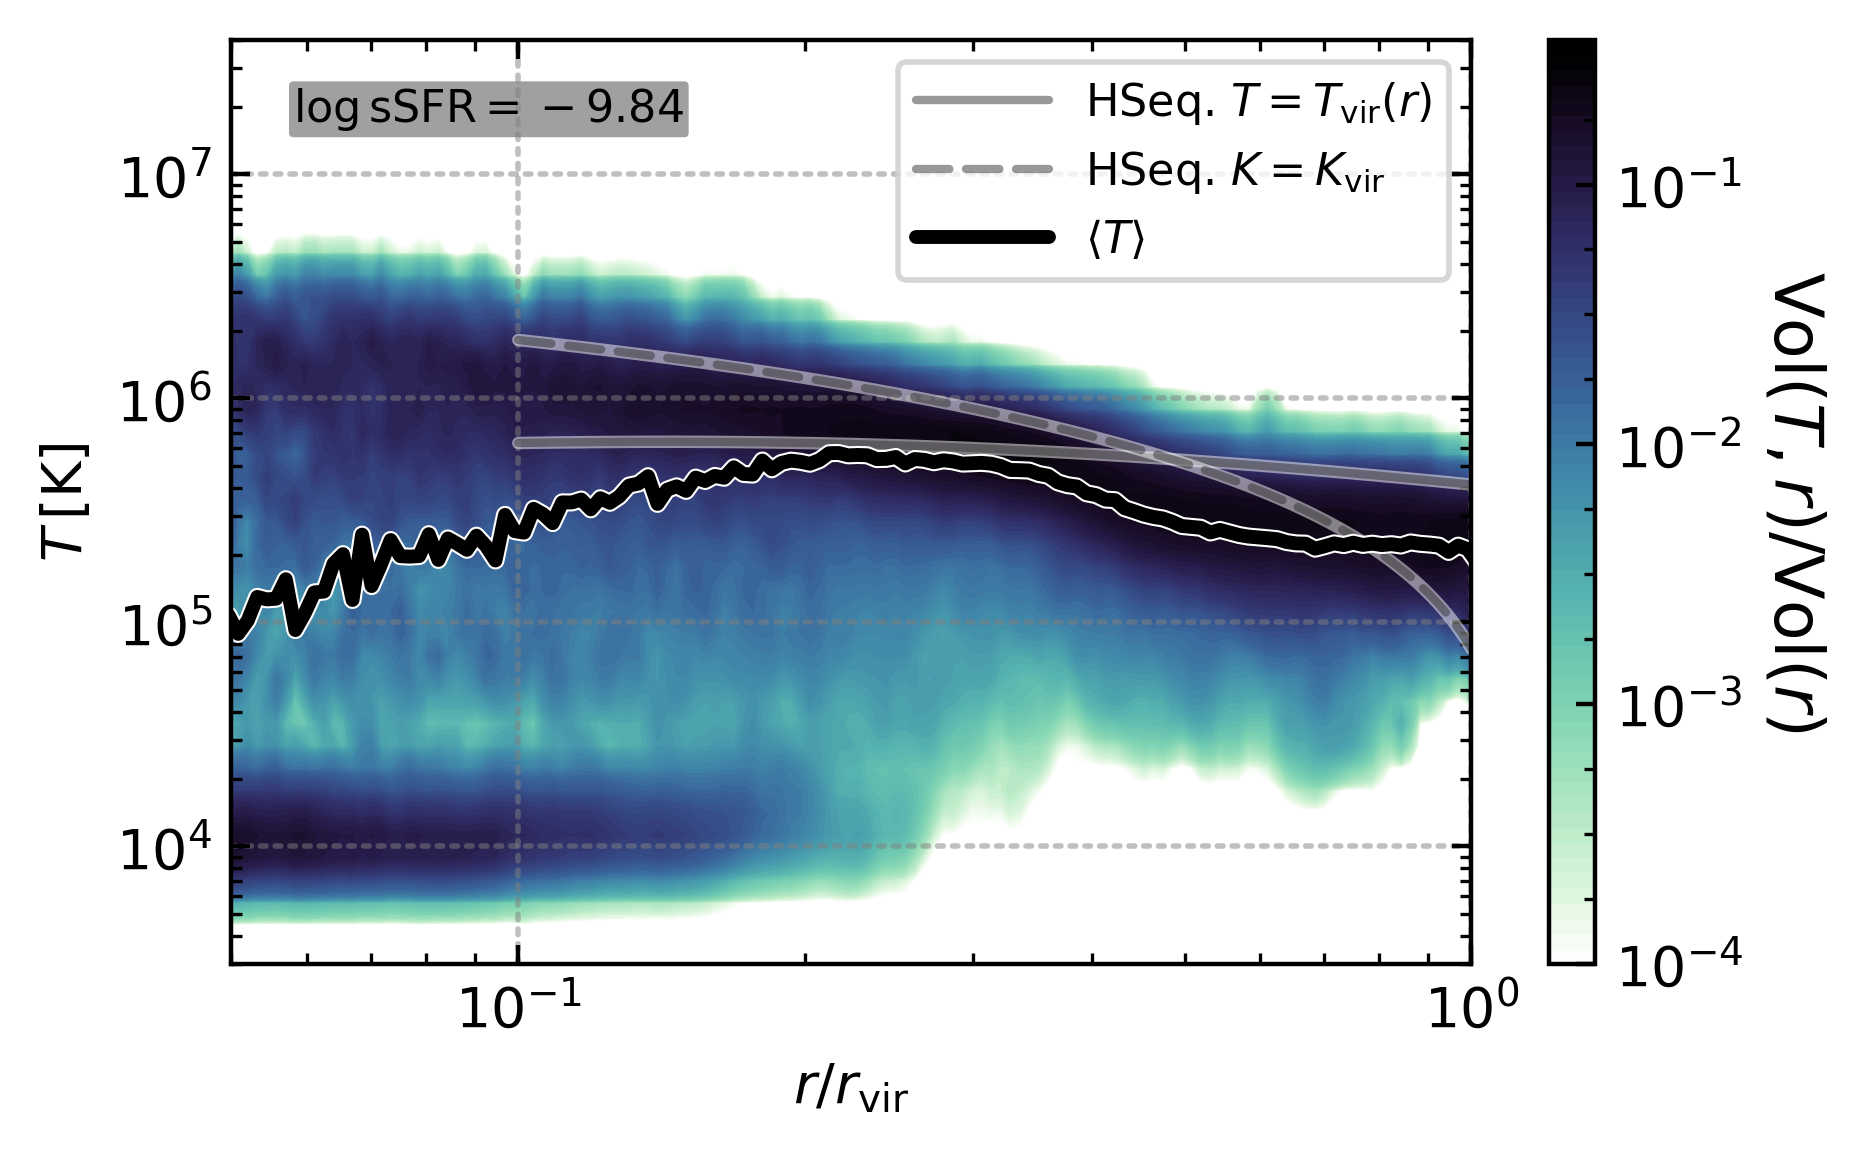 log sSFR = −9.84
HSeq. T = T_vir(r)
HSeq. K = K_vir
⟨T⟩
10^7
10^6
10^5
10^4
T [K]
10^−1
10^0
r/r_vir
10^−1
10^−2
10^−3
10^−4
Vol(T, r)/Vol(r)